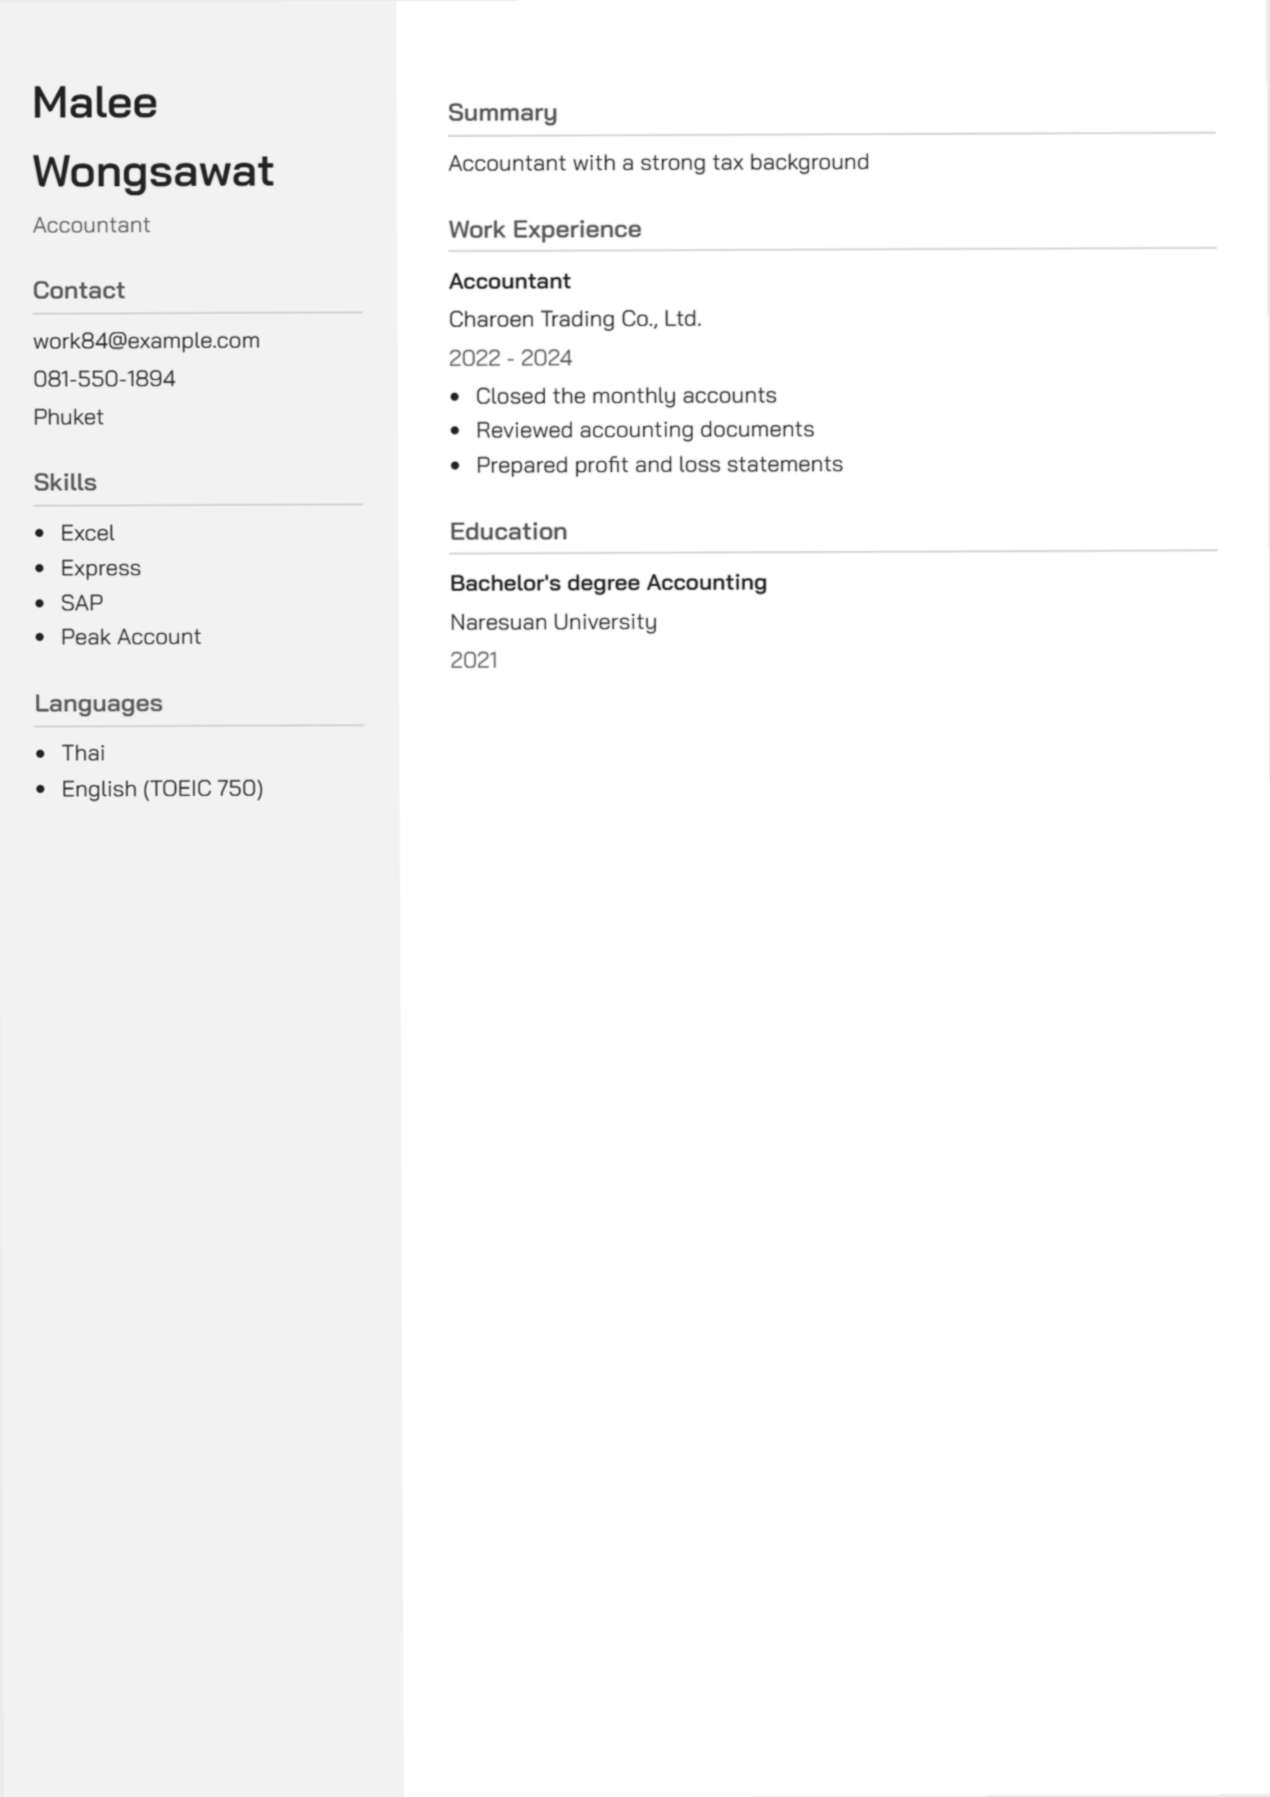 Malee
Wongsawat
Accountant
Contact
work84@example.com
081-550-1894
Phuket
Skills
• Excel
• Express
• SAP
• Peak Account
Languages
• Thai
• English (TOEIC 750)
Summary
Accountant with a strong tax background
Work Experience
Accountant
Charoen Trading Co., Ltd.
2022 - 2024
• Closed the monthly accounts
• Reviewed accounting documents
• Prepared profit and loss statements
Education
Bachelor's degree Accounting
Naresuan University
2021